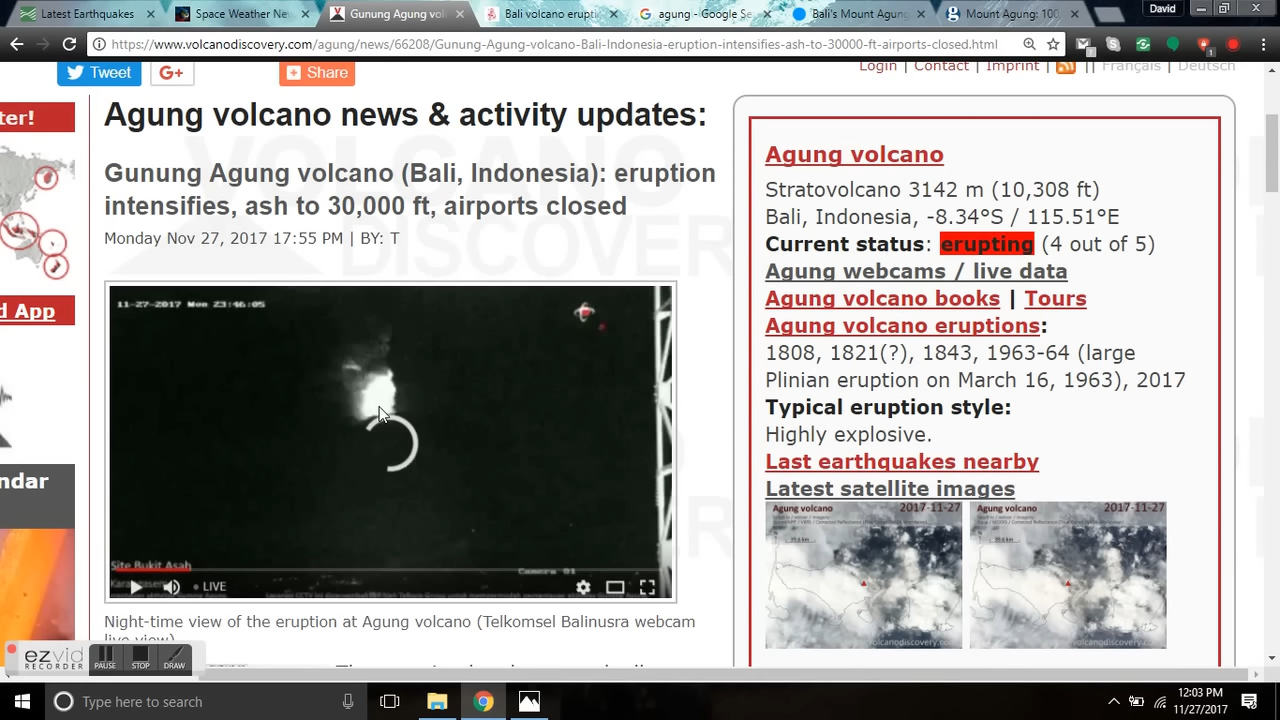 Latest Earthquakes
Space Weather Ne
Gunung Agung vol
Bali volcano erupti
agung - Google Se
Bali's Mount Agung
Mount Agung: 100
David
https://www.volcanodiscovery.com/agung/news/66208/Gunung-Agung-volcano-Bali-Indonesia-eruption-intensifies-ash-to-30000-ft-airports-closed.html
Tweet
G+
Share
Login | Contact | Imprint | || Français | Deutsch
ter!
d App
ndar
Agung volcano news & activity updates:
Gunung Agung volcano (Bali, Indonesia): eruption
intensifies, ash to 30,000 ft, airports closed
Monday Nov 27, 2017 17:55 PM | BY: T
11-27-2017 Mon 23:46:05
Site Bukit Asah
Camera 01
LIVE
Night-time view of the eruption at Agung volcano (Telkomsel Balinusra webcam
live view)
Agung volcano
Stratovolcano 3142 m (10,308 ft)
Bali, Indonesia, -8.34°S / 115.51°E
Current status: erupting (4 out of 5)
Agung webcams / live data
Agung volcano books | Tours
Agung volcano eruptions:
1808, 1821(?), 1843, 1963-64 (large
Plinian eruption on March 16, 1963), 2017
Typical eruption style:
Highly explosive.
Last earthquakes nearby
Latest satellite images
Agung volcano 2017-11-27
Agung volcano 2017-11-27
volcanodiscovery.com
volcanodiscovery.com
VOLCANO
DISCOVERY
ezvid
RECORDER
PAUSE
STOP
DRAW
Type here to search
12:03 PM
11/27/2017